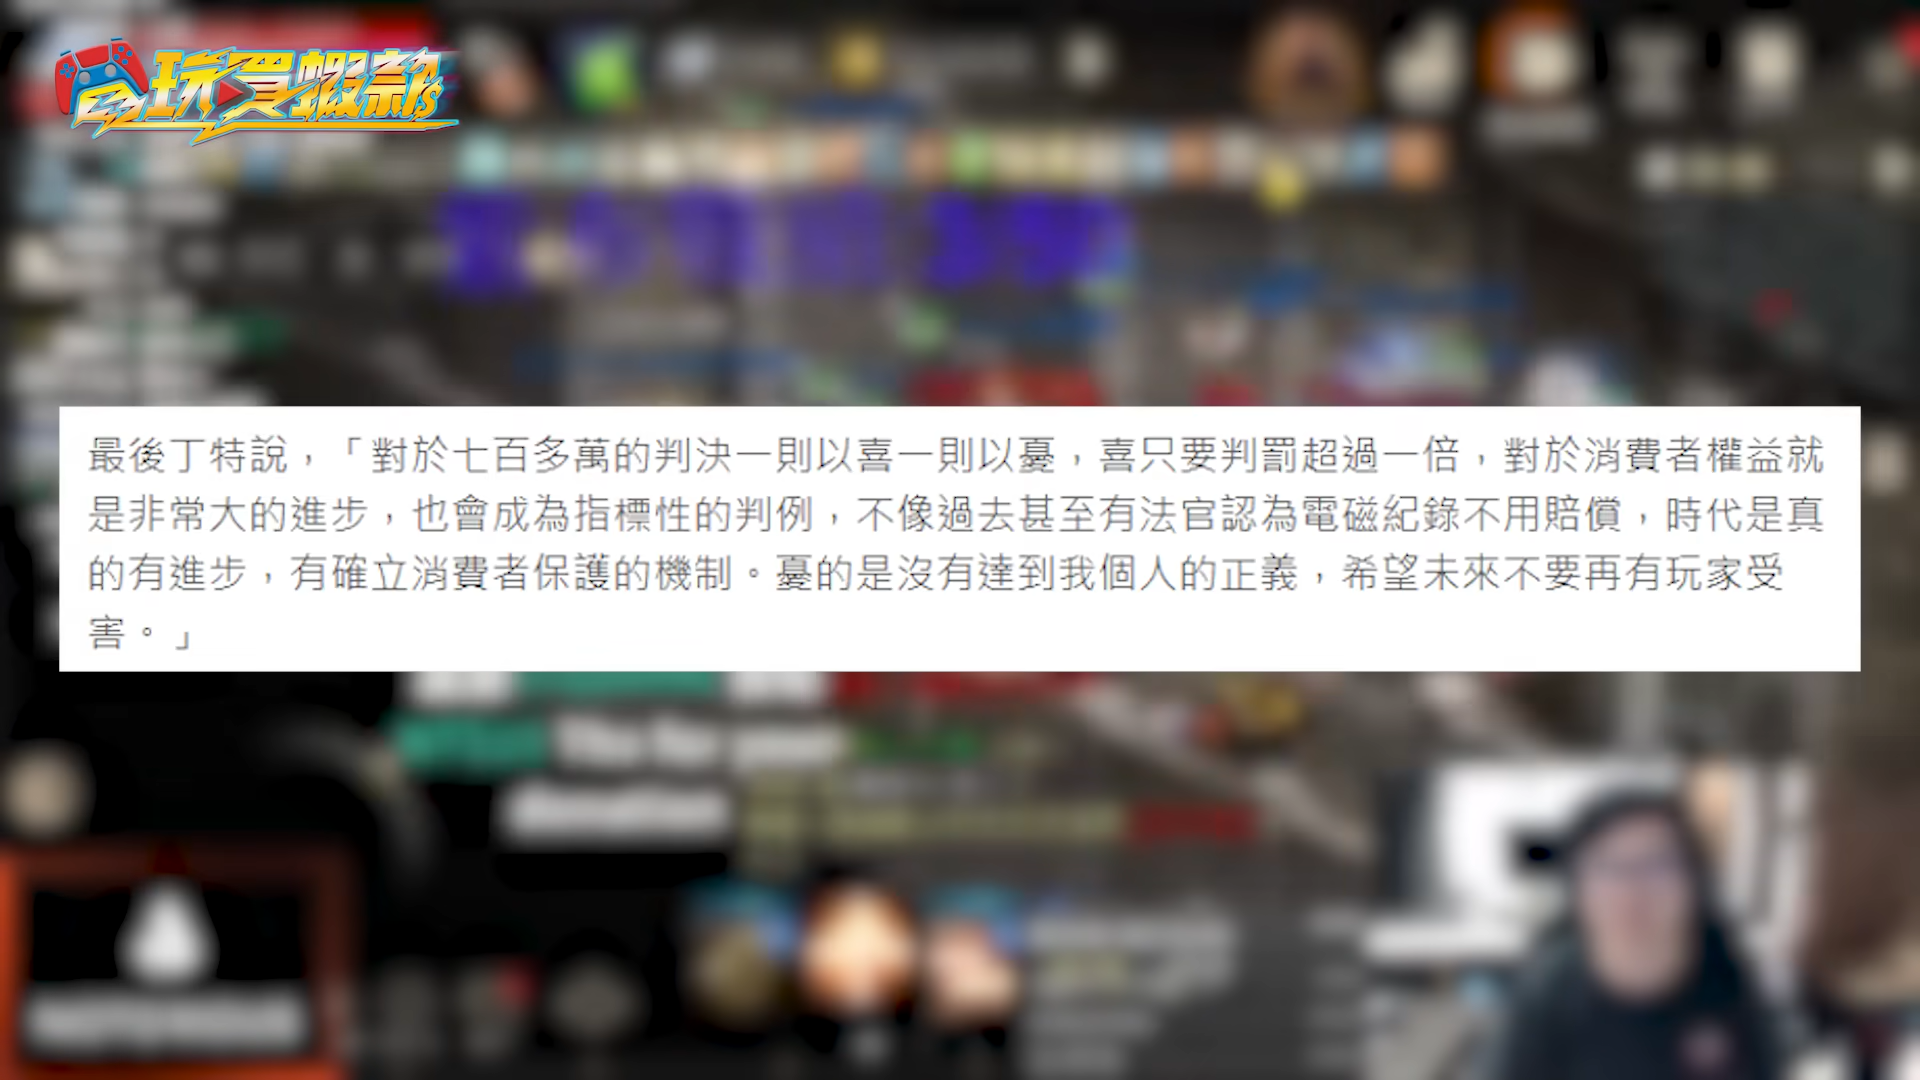 玩買蝦款s
最後丁特說，「對於七百多萬的判決一則以喜一則以憂，喜只要判罰超過一倍，對於消費者權益就
是非常大的進步，也會成為指標性的判例，不像過去甚至有法官認為電磁紀錄不用賠償，時代是真
的有進步，有確立消費者保護的機制。憂的是沒有達到我個人的正義，希望未來不要再有玩家受
害。」